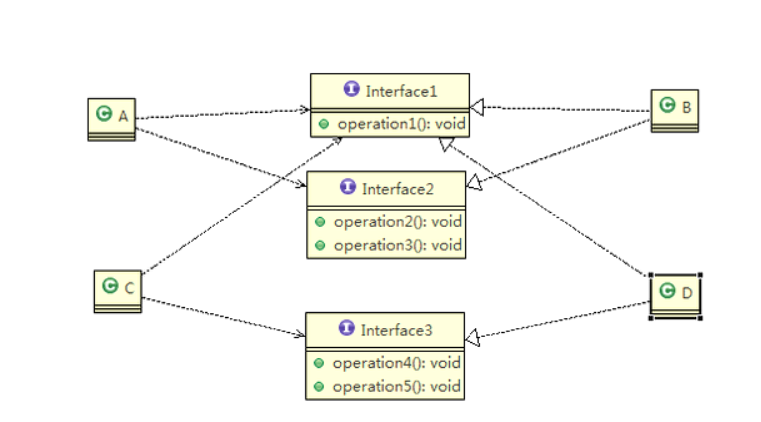 Interface1
operation1(): void
A
B
Interface2
operation2(): void
operation3(): void
C
D
Interface3
operation4(): void
operation5(): void